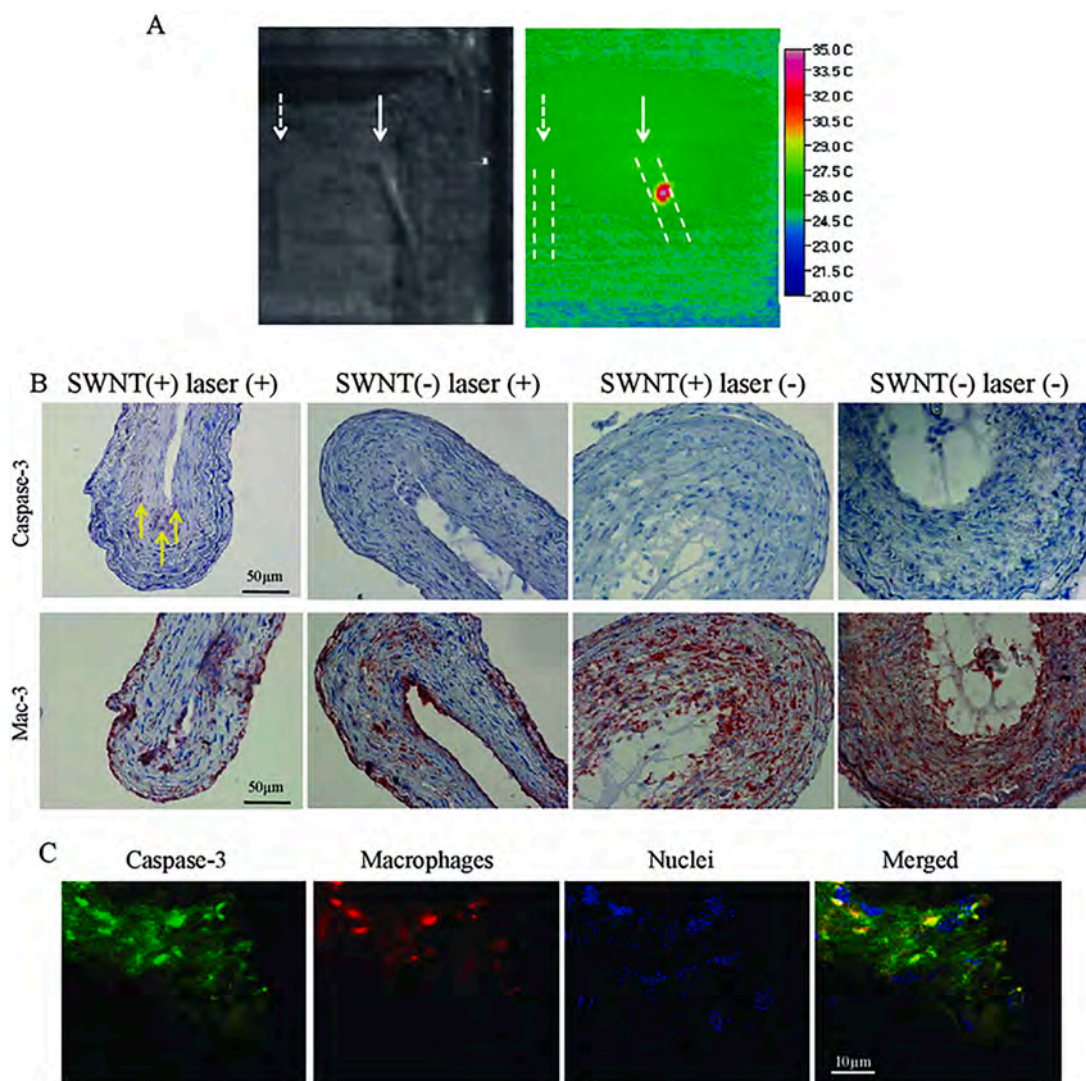 A
35.0 C
33.5 C
32.0 C
30.5 C
29.0 C
27.5 C
26.0 C
24.5 C
23.0 C
21.5 C
20.0 C
B
SWNT(+) laser (+)
SWNT(-) laser (+)
SWNT(+) laser (-)
SWNT(-) laser (-)
Caspase-3
50μm
Mac-3
50μm
C
Caspase-3
Macrophages
Nuclei
Merged
10μm